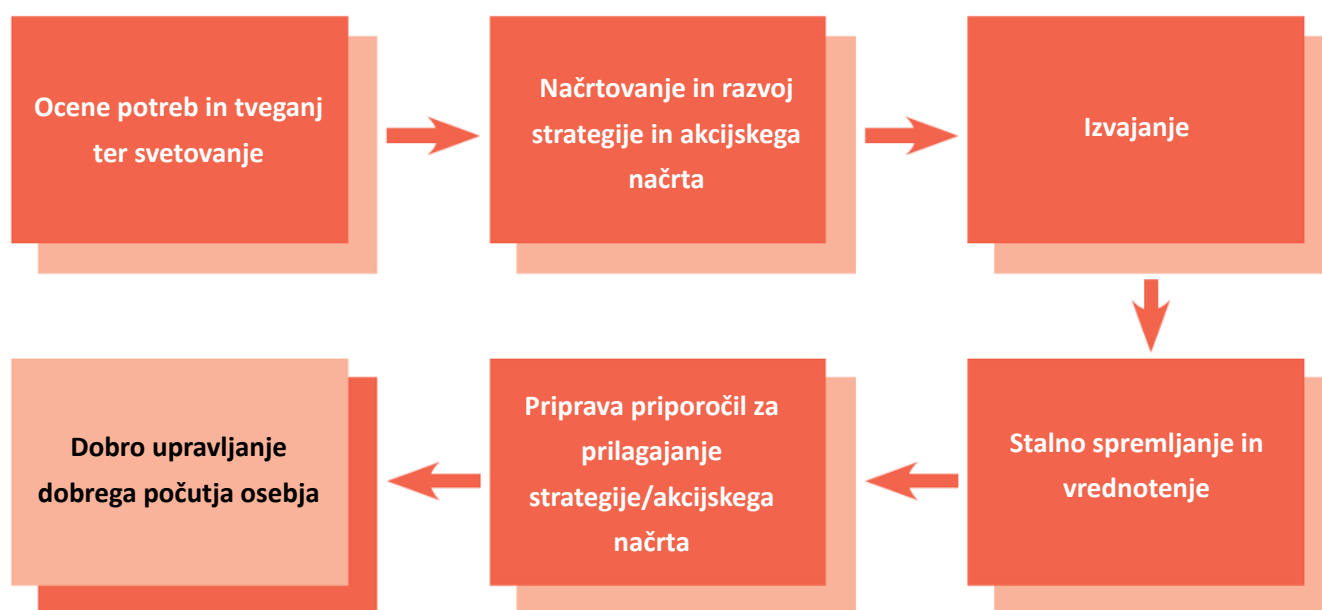 Ocene potreb in tveganj
ter svetovanje
Načrtovanje in razvoj
strategije in akcijskega
načrta
Izvajanje
Stalno spremljanje in
vrednotenje
Priprava priporočil za
prilagajanje
strategije/akcijskega
načrta
Dobro upravljanje
dobrega počutja osebja